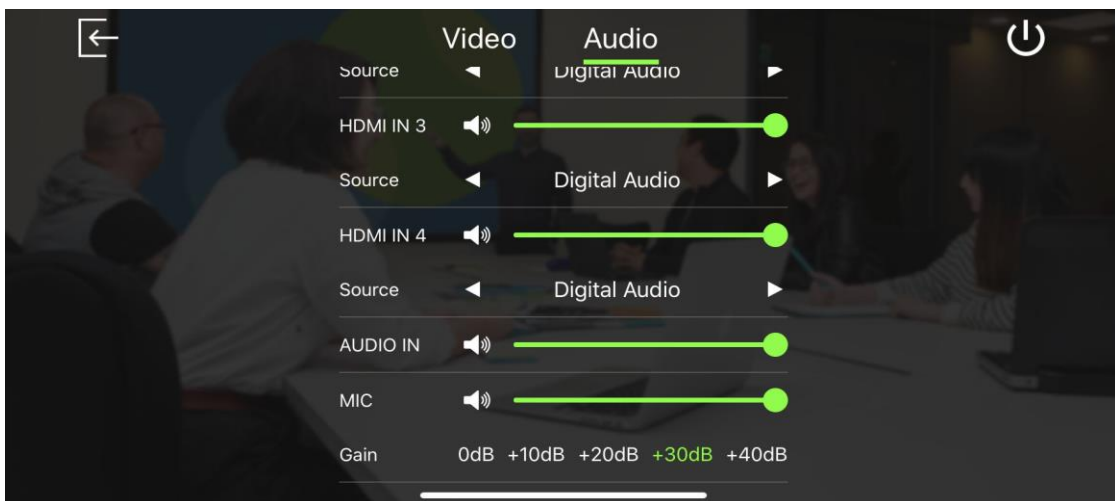 Video Audio
Source Digital Audio
HDMI IN 3
Source Digital Audio
HDMI IN 4
Source Digital Audio
AUDIO IN
MIC
Gain 0dB +10dB +20dB +30dB +40dB